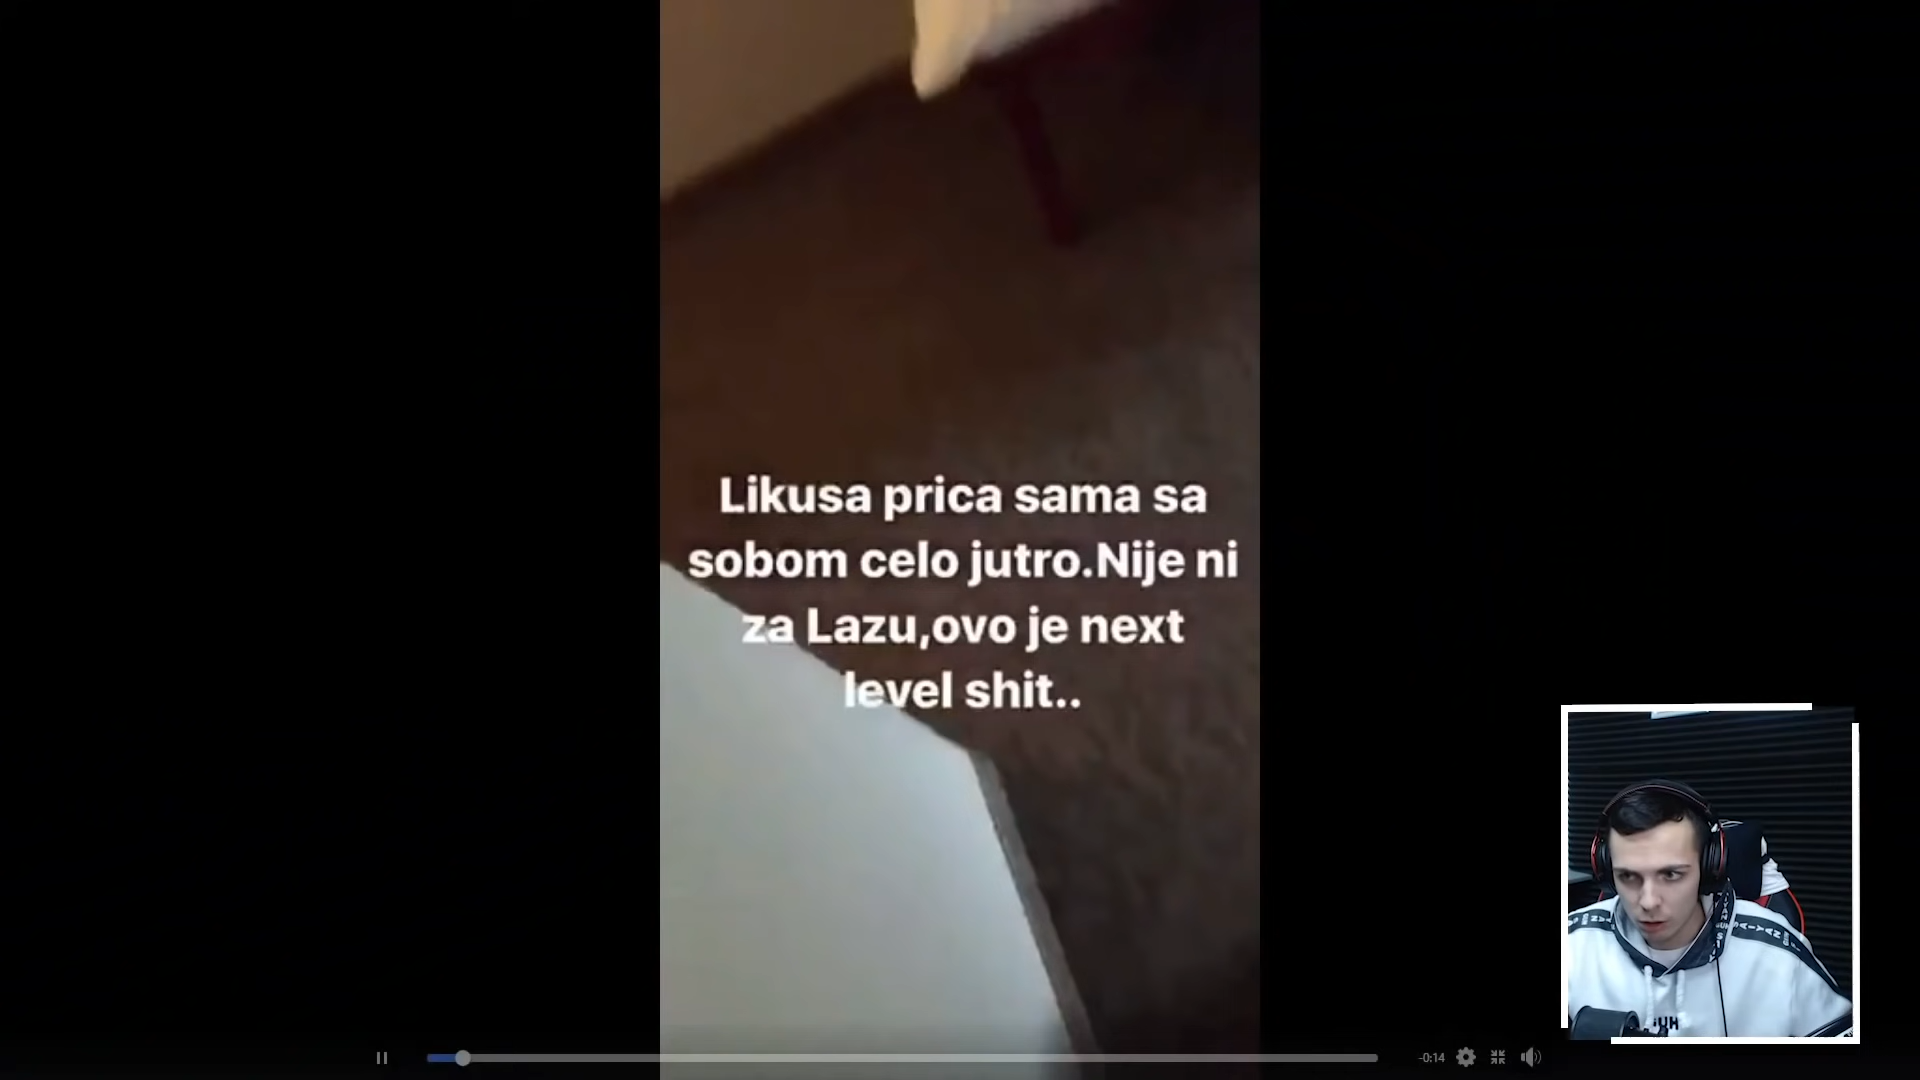 Likusa prica sama sa
sobom celo jutro.Nije ni
za Lazu,ovo je next
level shit..
-0:14